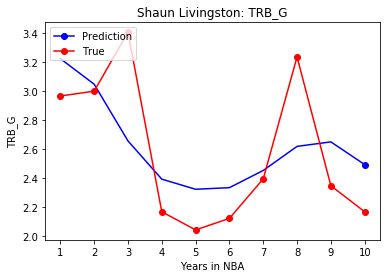 Shaun Livingston: TRB_G
Prediction
True
3.4
3.2
3.0
2.8
2.6
2.4
2.2
2.0
TRB_G
1 2 3 4 5 6 7 8 9 10
Years in NBA